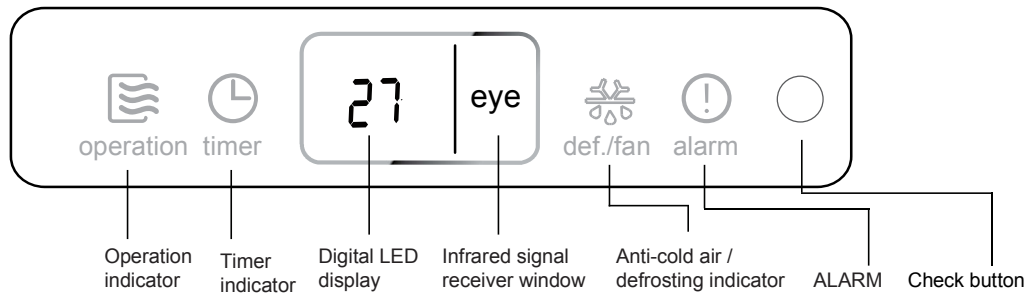 27 eye
operation timer def./fan alarm
Operation
indicator
Timer
indicator
Digital LED
display
Infrared signal
receiver window
Anti-cold air /
defrosting indicator
ALARM
Check button